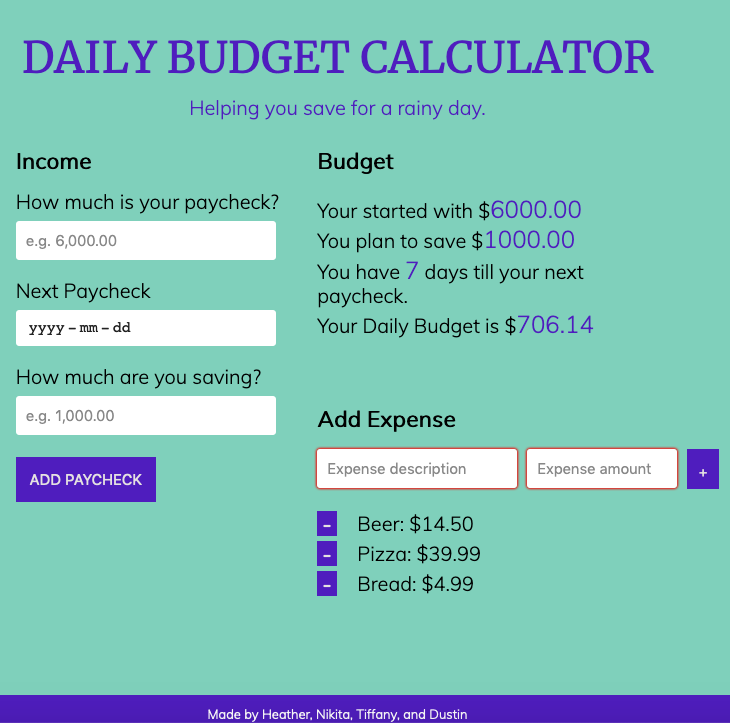 DAILY BUDGET CALCULATOR
Helping you save for a rainy day.
Income
How much is your paycheck?
e.g. 6,000.00
Next Paycheck
yyyy – mm – dd
How much are you saving?
e.g. 1,000.00
ADD PAYCHECK
Budget
Your started with $6000.00
You plan to save $1000.00
You have 7 days till your next
paycheck.
Your Daily Budget is $706.14
Add Expense
Expense description
Expense amount
+
- Beer: $14.50
- Pizza: $39.99
- Bread: $4.99
Made by Heather, Nikita, Tiffany, and Dustin